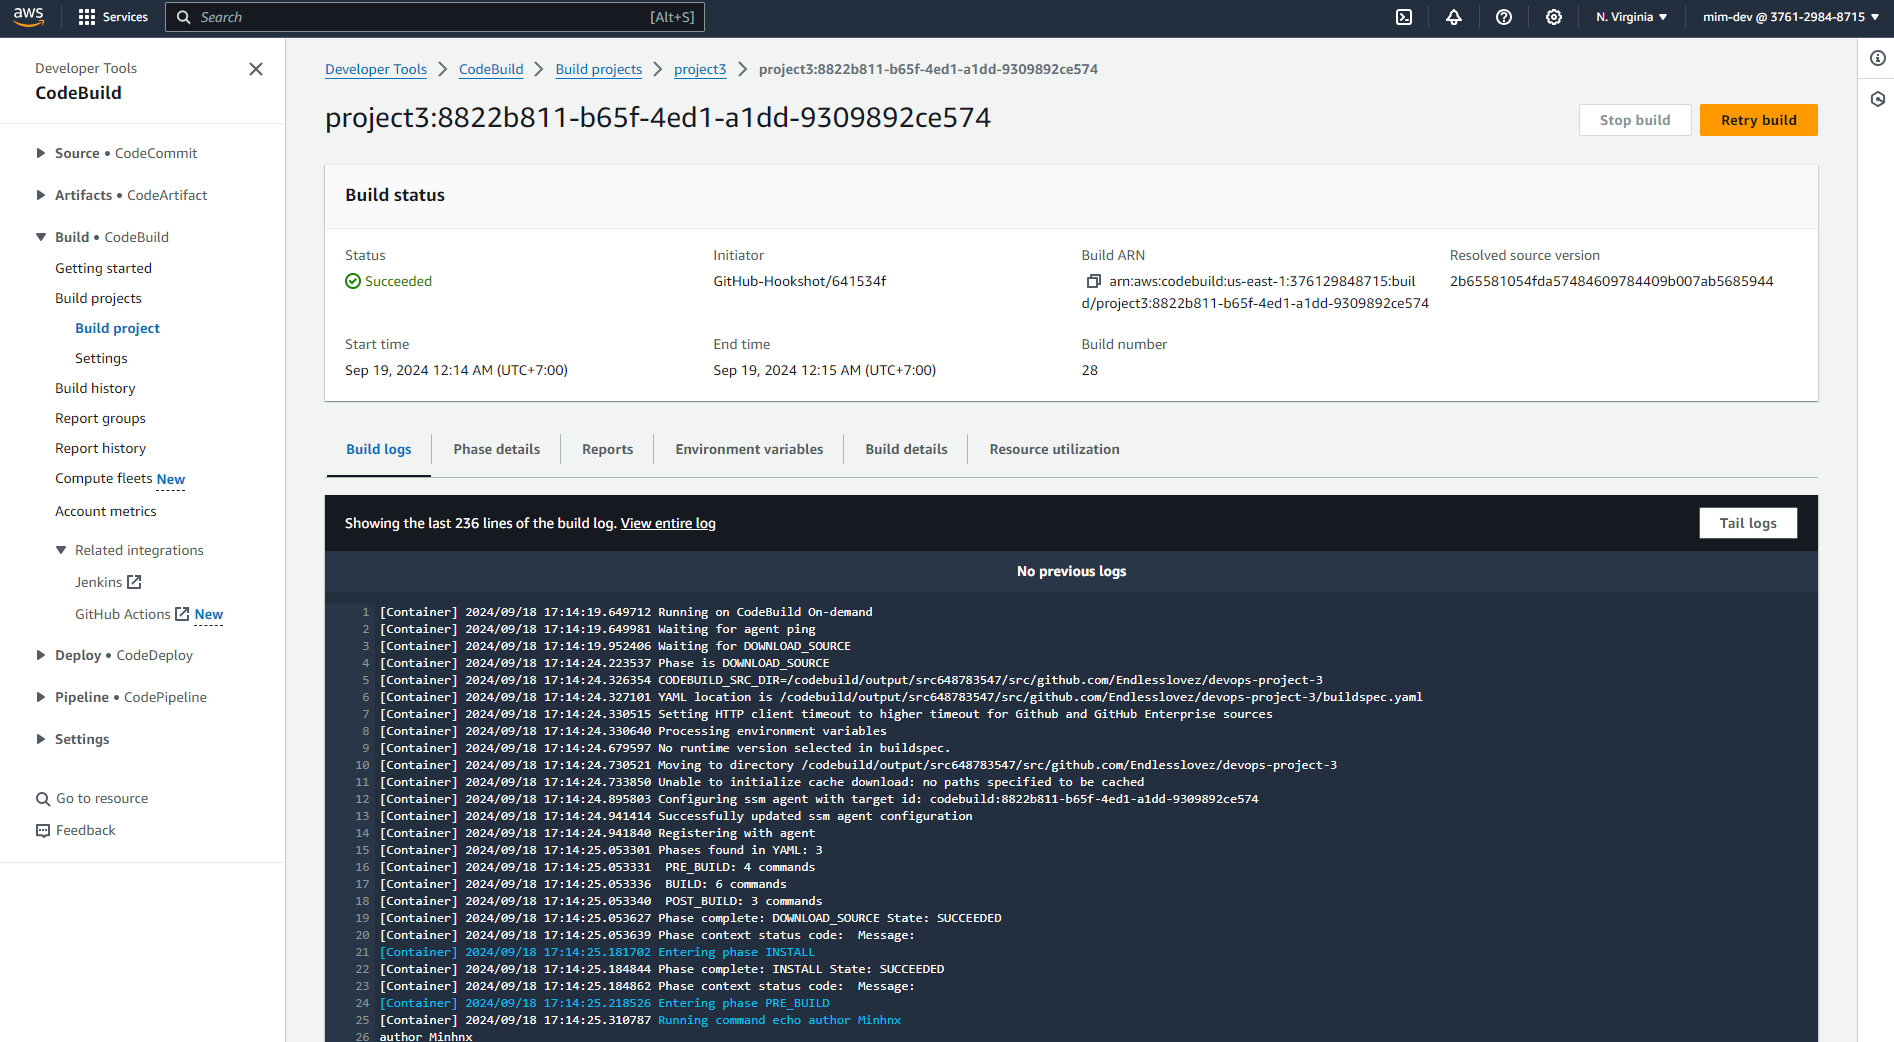 aws
Services
Search [Alt+S]
N. Virginia ▼
mim-dev @ 3761-2984-8715 ▼
Developer Tools
CodeBuild
Source • CodeCommit
Artifacts • CodeArtifact
Build • CodeBuild
Getting started
Build projects
Build project
Settings
Build history
Report groups
Report history
Compute fleets New
Account metrics
Related integrations
Jenkins
GitHub Actions New
Deploy • CodeDeploy
Pipeline • CodePipeline
Settings
Go to resource
Feedback
Developer Tools > CodeBuild > Build projects > project3 > project3:8822b811-b65f-4ed1-a1dd-9309892ce574
project3:8822b811-b65f-4ed1-a1dd-9309892ce574
Stop build
Retry build
Build status
Status
Succeeded
Initiator
GitHub-Hookshot/641534f
Build ARN
arn:aws:codebuild:us-east-1:376129848715:buil
d/project3:8822b811-b65f-4ed1-a1dd-9309892ce574
Resolved source version
2b65581054fda57484609784409b007ab5685944
Start time
Sep 19, 2024 12:14 AM (UTC+7:00)
End time
Sep 19, 2024 12:15 AM (UTC+7:00)
Build number
28
Build logs
Phase details
Reports
Environment variables
Build details
Resource utilization
Showing the last 236 lines of the build log. View entire log
Tail logs
No previous logs
1 [Container] 2024/09/18 17:14:19.649712 Running on CodeBuild On-demand
2 [Container] 2024/09/18 17:14:19.649981 Waiting for agent ping
3 [Container] 2024/09/18 17:14:19.952406 Waiting for DOWNLOAD_SOURCE
4 [Container] 2024/09/18 17:14:24.223537 Phase is DOWNLOAD_SOURCE
5 [Container] 2024/09/18 17:14:24.326354 CODEBUILD_SRC_DIR=/codebuild/output/src648783547/src/github.com/Endlesslovez/devops-project-3
6 [Container] 2024/09/18 17:14:24.327101 YAML location is /codebuild/output/src648783547/src/github.com/Endlesslovez/devops-project-3/buildspec.yaml
7 [Container] 2024/09/18 17:14:24.330515 Setting HTTP client timeout to higher timeout for Github and GitHub Enterprise sources
8 [Container] 2024/09/18 17:14:24.330640 Processing environment variables
9 [Container] 2024/09/18 17:14:24.679597 No runtime version selected in buildspec.
10 [Container] 2024/09/18 17:14:24.730521 Moving to directory /codebuild/output/src648783547/src/github.com/Endlesslovez/devops-project-3
11 [Container] 2024/09/18 17:14:24.733850 Unable to initialize cache download: no paths specified to be cached
12 [Container] 2024/09/18 17:14:24.895803 Configuring ssm agent with target id: codebuild:8822b811-b65f-4ed1-a1dd-9309892ce574
13 [Container] 2024/09/18 17:14:24.941414 Successfully updated ssm agent configuration
14 [Container] 2024/09/18 17:14:24.941840 Registering with agent
15 [Container] 2024/09/18 17:14:25.053301 Phases found in YAML: 3
16 [Container] 2024/09/18 17:14:25.053331  PRE_BUILD: 4 commands
17 [Container] 2024/09/18 17:14:25.053336  BUILD: 6 commands
18 [Container] 2024/09/18 17:14:25.053340  POST_BUILD: 3 commands
19 [Container] 2024/09/18 17:14:25.053627 Phase complete: DOWNLOAD_SOURCE State: SUCCEEDED
20 [Container] 2024/09/18 17:14:25.053639 Phase context status code:  Message:
21 [Container] 2024/09/18 17:14:25.181702 Entering phase INSTALL
22 [Container] 2024/09/18 17:14:25.184844 Phase complete: INSTALL State: SUCCEEDED
23 [Container] 2024/09/18 17:14:25.184862 Phase context status code:  Message:
24 [Container] 2024/09/18 17:14:25.218526 Entering phase PRE_BUILD
25 [Container] 2024/09/18 17:14:25.310787 Running command echo author Minhnx
26 author Minhnx